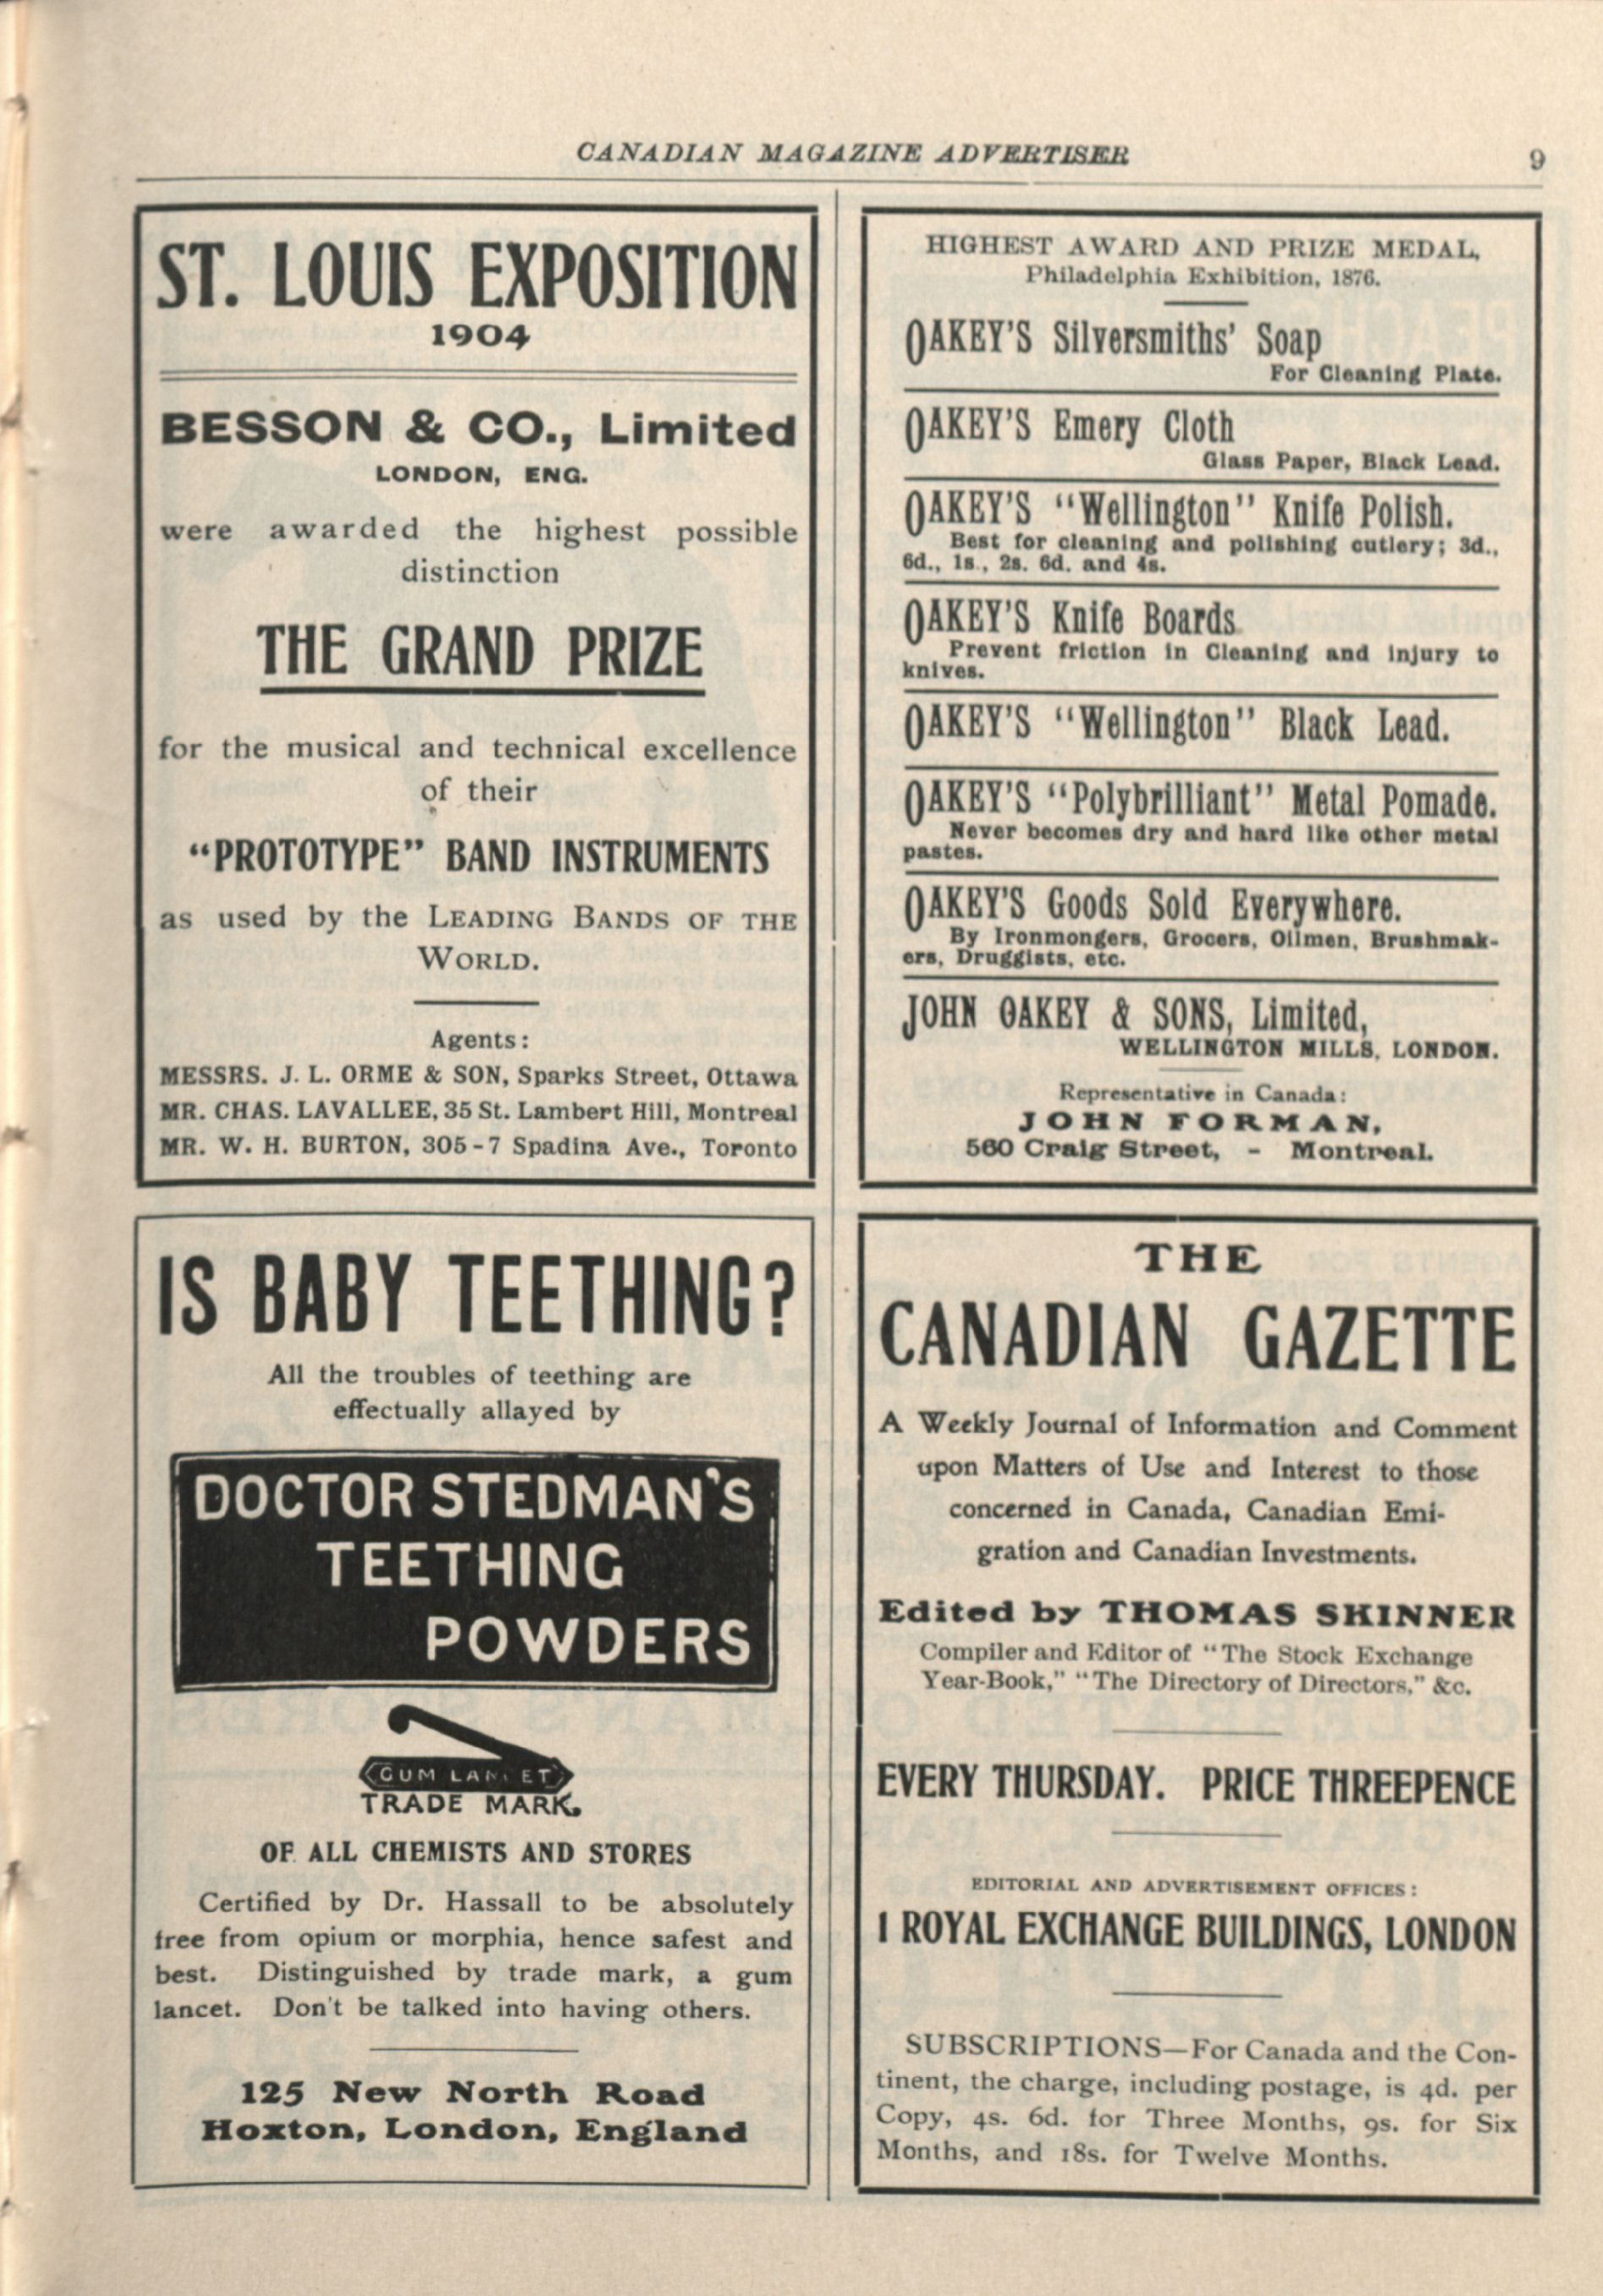 CANADIAN MAGAZINE ADVERTISER
9
ST. LOUIS EXPOSITION
1904
BESSON & CO., Limited
LONDON, ENG.
were awarded the highest possible
distinction
THE GRAND PRIZE
for the musical and technical excellence
of their
“PROTOTYPE” BAND INSTRUMENTS
as used by the LEADING BANDS OF THE
WORLD.
Agents:
MESSRS. J. L. ORME & SON, Sparks Street, Ottawa
MR. CHAS. LAVALLEE, 35 St. Lambert Hill, Montreal
MR. W. H. BURTON, 305-7 Spadina Ave., Toronto
HIGHEST AWARD AND PRIZE MEDAL,
Philadelphia Exhibition, 1876.
OAKEY'S Silversmiths' Soap
For Cleaning Plate.
OAKEY'S Emery Cloth
Glass Paper, Black Lead.
OAKEY'S “Wellington” Knife Polish.
Best for cleaning and polishing cutlery; 3d.,
6d., 1s., 2s. 6d. and 4s.
OAKEY'S Knife Boards
Prevent friction in Cleaning and injury to
knives.
OAKEY'S “Wellington” Black Lead.
OAKEY'S “Polybrilliant” Metal Pomade.
Never becomes dry and hard like other metal
pastes.
OAKEY'S Goods Sold Everywhere.
By Ironmongers, Grocers, Oilmen, Brushmak-
ers, Druggists, etc.
JOHN OAKEY & SONS, Limited,
WELLINGTON MILLS, LONDON.
Representative in Canada:
JOHN FORMAN,
560 Craig Street, - Montreal.
IS BABY TEETHING?
All the troubles of teething are
effectually allayed by
DOCTOR STEDMAN'S
TEETHING
POWDERS
GUM LANCET
TRADE MARK.
OF ALL CHEMISTS AND STORES
Certified by Dr. Hassall to be absolutely
free from opium or morphia, hence safest and
best. Distinguished by trade mark, a gum
lancet. Don't be talked into having others.
125 New North Road
Hoxton, London, England
THE
CANADIAN GAZETTE
A Weekly Journal of Information and Comment
upon Matters of Use and Interest to those
concerned in Canada, Canadian Emi-
gration and Canadian Investments.
Edited by THOMAS SKINNER
Compiler and Editor of “The Stock Exchange
Year-Book,” “The Directory of Directors,” &c.
EVERY THURSDAY. PRICE THREEPENCE
EDITORIAL AND ADVERTISEMENT OFFICES:
1 ROYAL EXCHANGE BUILDINGS, LONDON
SUBSCRIPTIONS—For Canada and the Con-
tinent, the charge, including postage, is 4d. per
Copy, 4s. 6d. for Three Months, 9s. for Six
Months, and 18s. for Twelve Months.